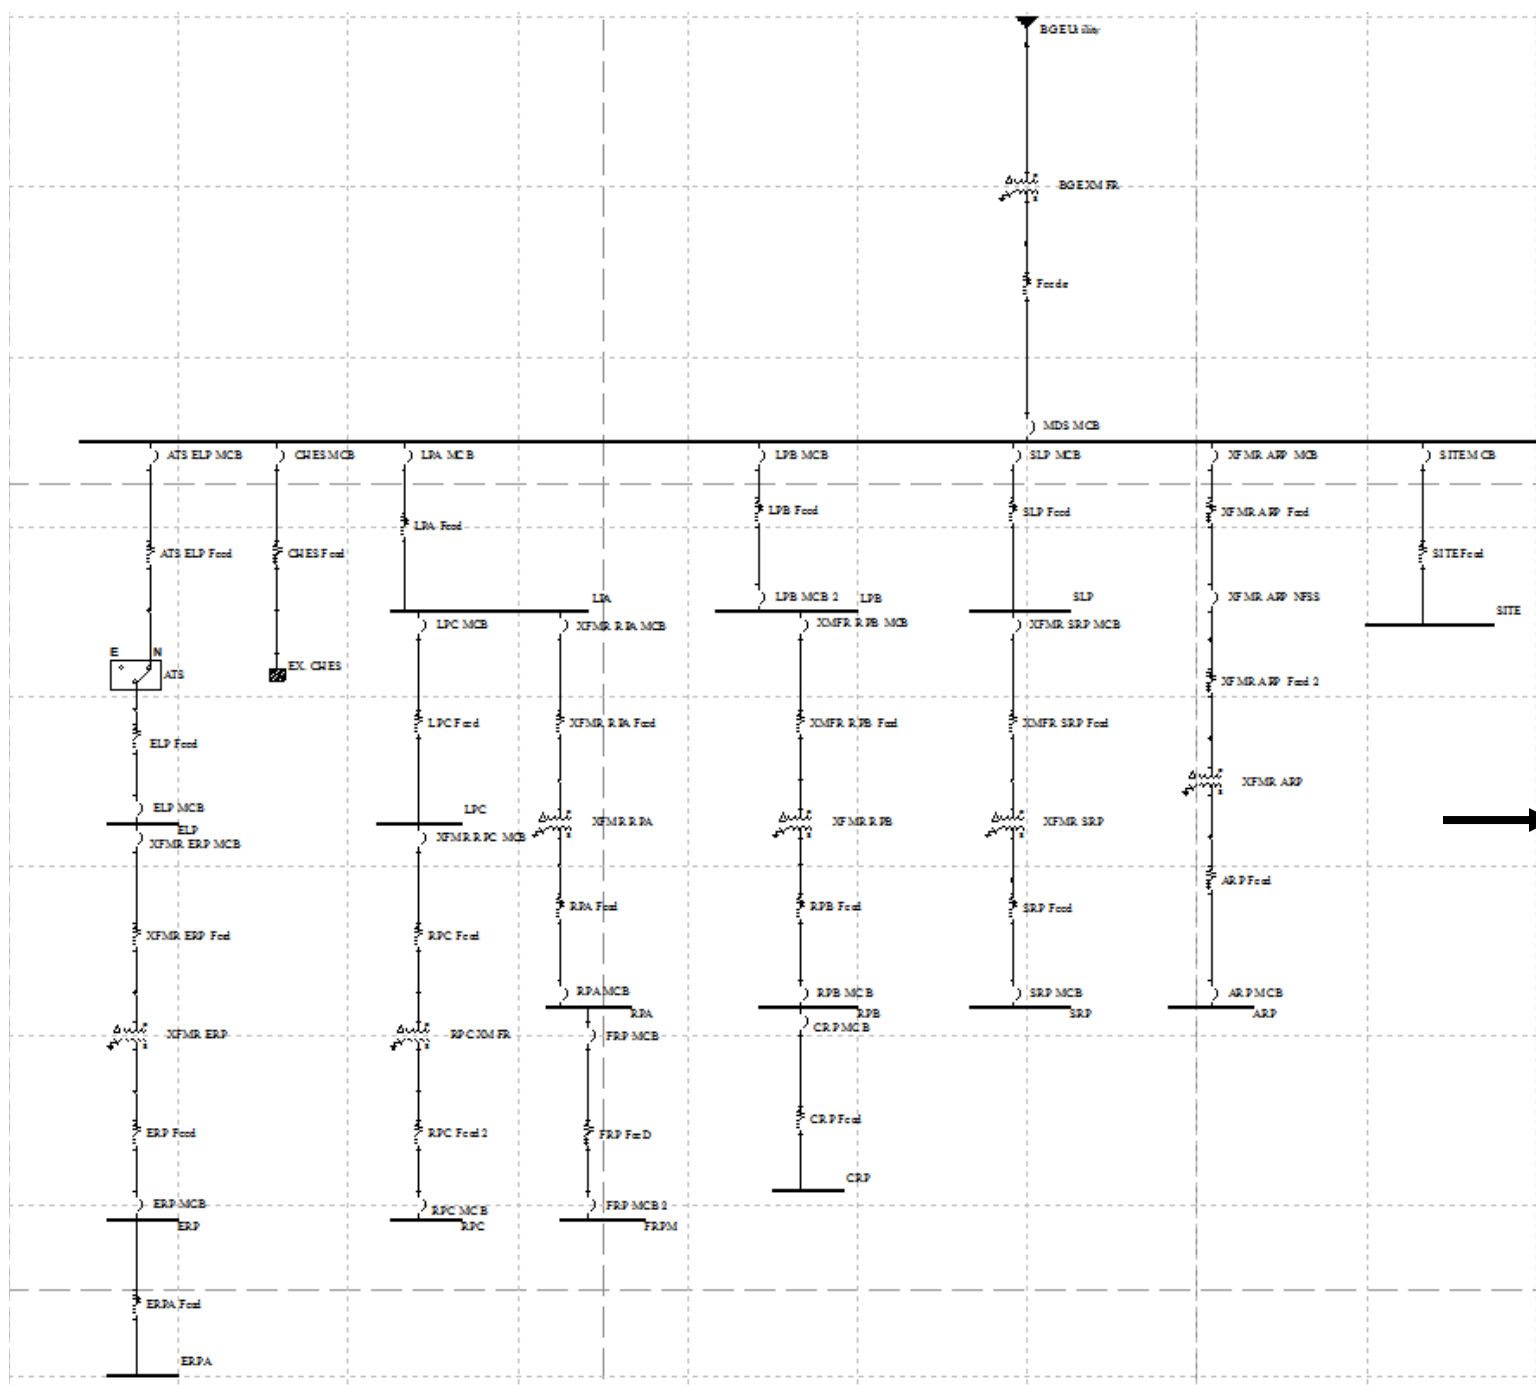 BGE Utility
BGE XMFR
Feeder
MDS MCB
ATS ELP MCB
CHES MCB
LPA MCB
LPB MCB
SLP MCB
XFMR ARP MCB
SITE MCB
LPB Feed
SLP Feed
XFMR ARP Feed
LPA Feed
ATS ELP Feed
CHES Feed
SITE Feed
LPA
LPB MCB 2
LPB
SLP
XFMR ARP NFSS
SITE
LPC MCB
XFMR RPA MCB
XMFR RPB MCB
XFMR SRP MCB
E
N
ATS
EX. CHES
XFMR ARP Feed 2
ELP Feed
LPC Feed
XFMR RPA Feed
XMFR RPB Feed
XMFR SRP Feed
XFMR ARP
ELP MCB
ELP
LPC
XFMR ERP MCB
XFMR RPC MCB
XFMR RPA
XFMR RPB
XFMR SRP
ARP Feed
RPA Feed
RPB Feed
SRP Feed
XFMR ERP Feed
RPC Feed
RPA MCB
RPA
RPB MCB
RPB
SRP MCB
SRP
ARP MCB
ARP
CRP MCB
XFMR ERP
RPC XMFR
FRP MCB
CRP Feed
ERP Feed
RPC Feed 2
FRP FeeD
CRP
ERP MCB
ERP
RPC MCB
RPC
FRP MCB 2
FRPM
ERPA Feed
ERPA